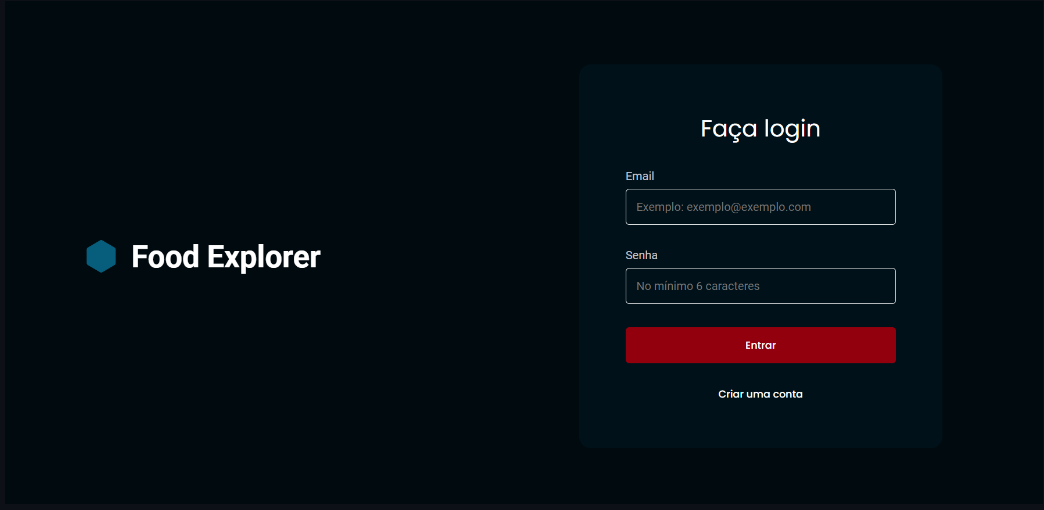 Food Explorer
Faça login
Email
Exemplo: exemplo@exemplo.com
Senha
No mínimo 6 caracteres
Entrar
Criar uma conta